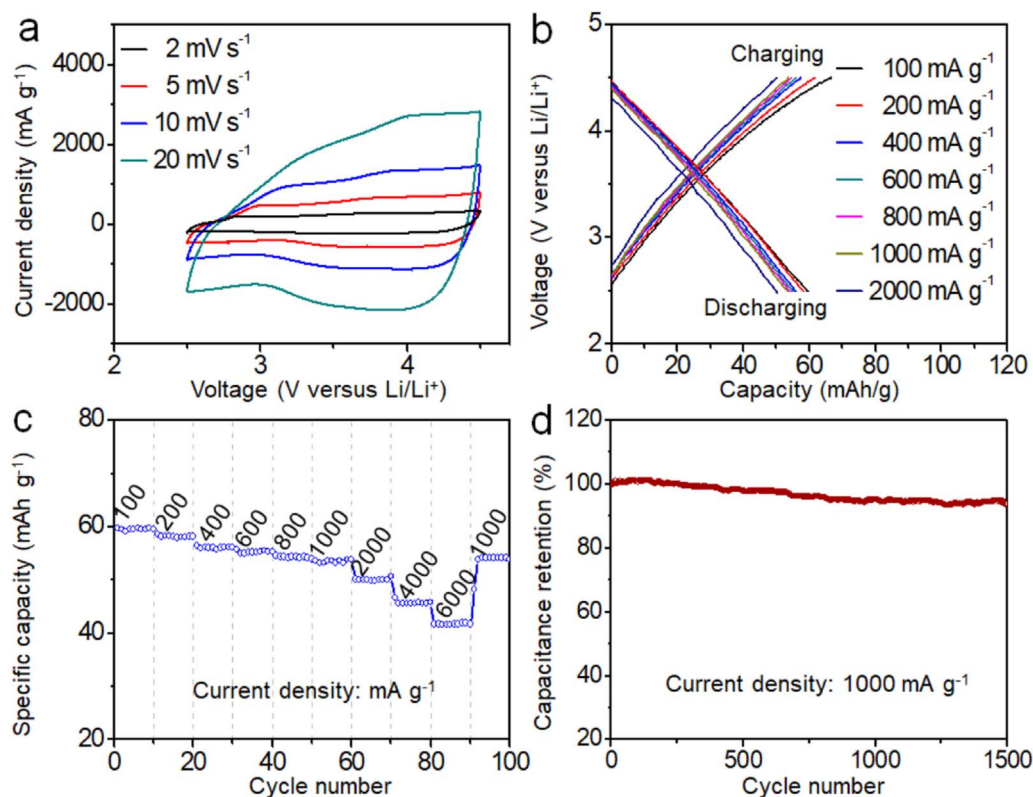 a
2 mV s⁻¹
5 mV s⁻¹
10 mV s⁻¹
20 mV s⁻¹
4000
2000
0
-2000
Current density (mA g⁻¹)
2
3
4
Voltage (V versus Li/Li⁺)
b
Charging
Discharging
100 mA g⁻¹
200 mA g⁻¹
400 mA g⁻¹
600 mA g⁻¹
800 mA g⁻¹
1000 mA g⁻¹
2000 mA g⁻¹
5
4
3
2
Voltage (V versus Li/Li⁺)
0
20
40
60
80
100
120
Capacity (mAh/g)
c
80
60
40
20
Specific capacity (mAh g⁻¹)
100
200
400
600
800
1000
2000
4000
6000
1000
Current density: mA g⁻¹
0
20
40
60
80
100
Cycle number
d
120
100
80
60
40
20
Capacitance retention (%)
Current density: 1000 mA g⁻¹
0
500
1000
1500
Cycle number